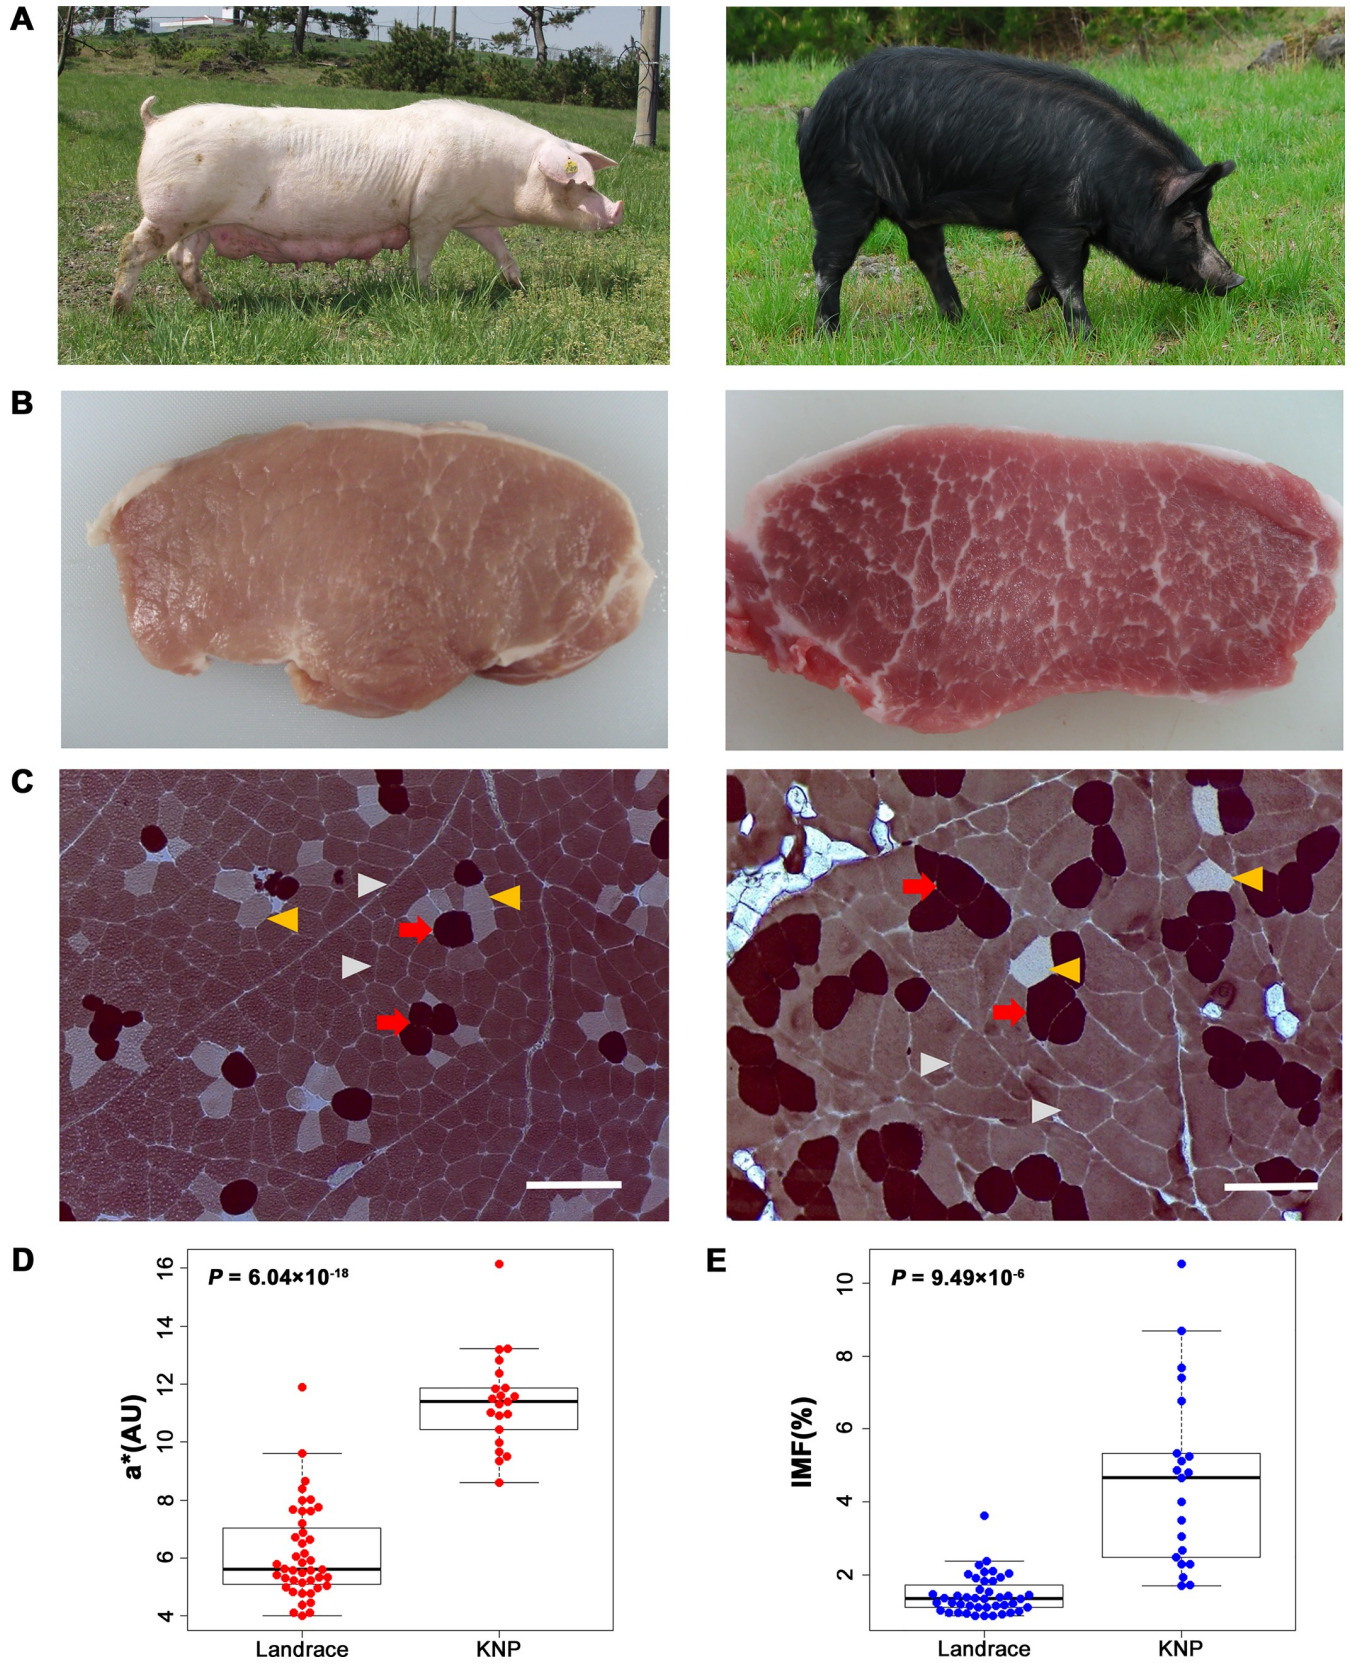 A
B
C
D
P = 6.04×10-18
a*(AU)
16
14
12
10
8
6
4
Landrace
KNP
E
P = 9.49×10-6
IMF(%)
10
8
6
4
2
Landrace
KNP